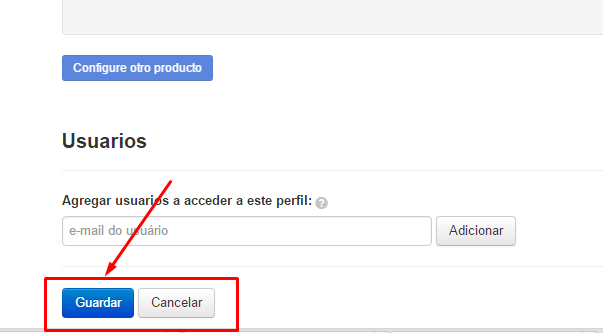 Configure otro producto
Usuarios
Agregar usuarios a acceder a este perfil: ?
e-mail do usuário Adicionar
Guardar Cancelar